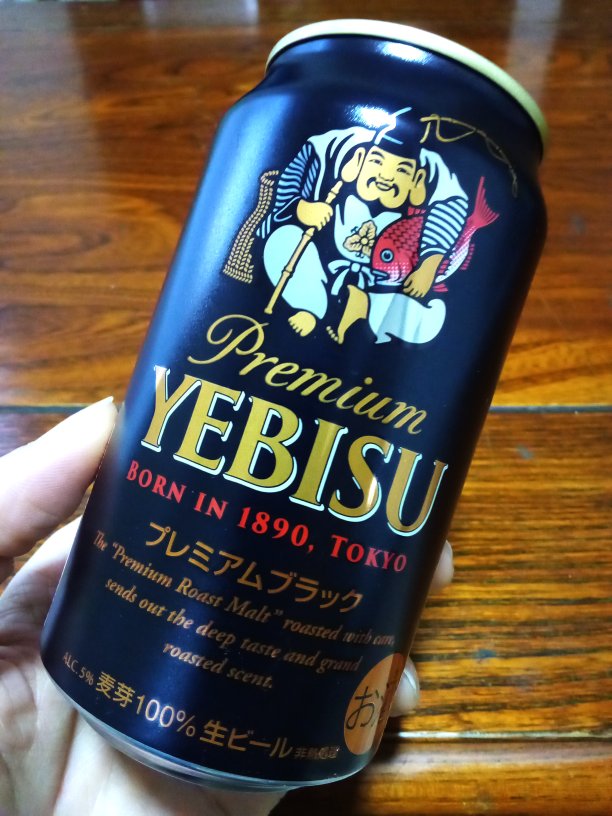 Premium
YEBISU
BORN IN 1890, TOKYO
プレミアムブラック
The "Premium Roast Malt" roasted with care,
sends out the deep taste and grand
roasted scent.
ALC.5% 麦芽100% 生ビール 非熱処理
お